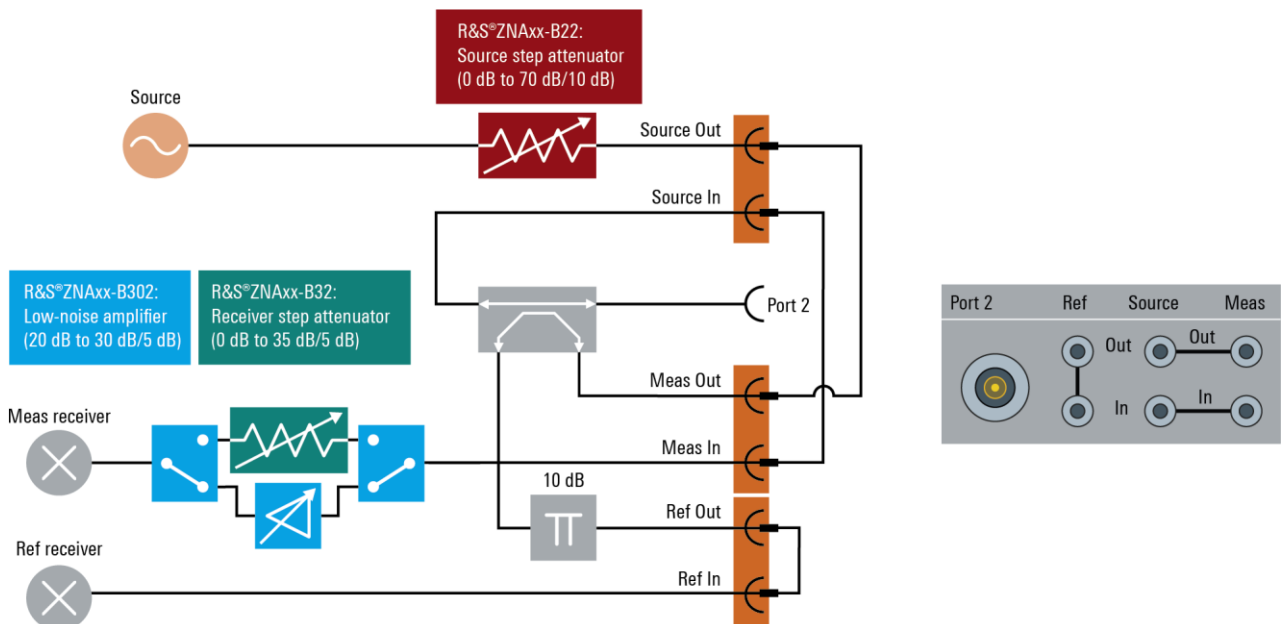 R&S®ZNAxx-B22:
Source step attenuator
(0 dB to 70 dB/10 dB)
Source
Source Out
Source In
R&S®ZNAxx-B302:
Low-noise amplifier
(20 dB to 30 dB/5 dB)
R&S®ZNAxx-B32:
Receiver step attenuator
(0 dB to 35 dB/5 dB)
Port 2
Meas Out
Meas receiver
Meas In
10 dB
Ref Out
Ref receiver
Ref In
Port 2 Ref Source Meas
Out Out
In In